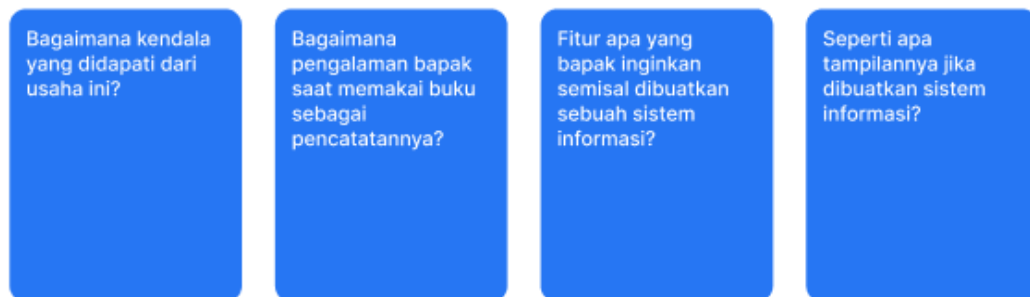 Bagaimana kendala
yang didapati dari
usaha ini?
Bagaimana
pengalaman bapak
saat memakai buku
sebagai
pencatatannya?
Fitur apa yang
bapak inginkan
semisal dibuatkan
sebuah sistem
informasi?
Seperti apa
tampilannya jika
dibuatkan sistem
informasi?